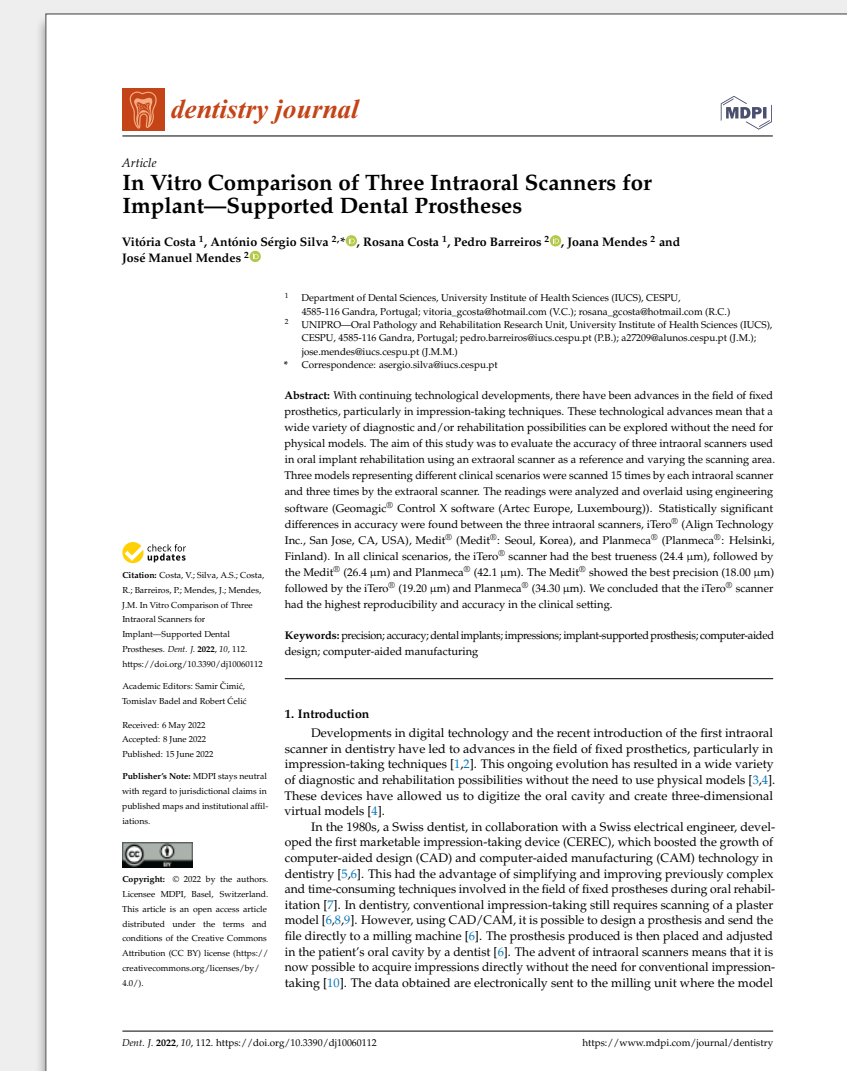 dentistry journal
MDPI
Article
In Vitro Comparison of Three Intraoral Scanners for
Implant—Supported Dental Prostheses
Vitória Costa 1, António Sérgio Silva 2,*, Rosana Costa 1, Pedro Barreiros 2, Joana Mendes 2 and
José Manuel Mendes 2
1 Department of Dental Sciences, University Institute of Health Sciences (IUCS), CESPU,
4585-116 Gandra, Portugal; vitoria_gcosta@hotmail.com (V.C.); rosana_gcosta@hotmail.com (R.C.)
2 UNIPRO—Oral Pathology and Rehabilitation Research Unit, University Institute of Health Sciences (IUCS),
CESPU, 4585-116 Gandra, Portugal; pedro.barreiros@iucs.cespu.pt (P.B.); a27209@alunos.cespu.pt (J.M.);
jose.mendes@iucs.cespu.pt (J.M.M.)
* Correspondence: asergio.silva@iucs.cespu.pt
Abstract: With continuing technological developments, there have been advances in the field of fixed
prosthetics, particularly in impression-taking techniques. These technological advances mean that a
wide variety of diagnostic and/or rehabilitation possibilities can be explored without the need for
physical models. The aim of this study was to evaluate the accuracy of three intraoral scanners used
in oral implant rehabilitation using an extraoral scanner as a reference and varying the scanning area.
Three models representing different clinical scenarios were scanned 15 times by each intraoral scanner
and three times by the extraoral scanner. The readings were analyzed and overlaid using engineering
software (Geomagic® Control X software (Artec Europe, Luxembourg)). Statistically significant
differences in accuracy were found between the three intraoral scanners, iTero® (Align Technology
Inc., San Jose, CA, USA), Medit® (Medit®: Seoul, Korea), and Planmeca® (Planmeca®: Helsinki,
Finland). In all clinical scenarios, the iTero® scanner had the best trueness (24.4 μm), followed by
the Medit® (26.4 μm) and Planmeca® (42.1 μm). The Medit® showed the best precision (18.00 μm)
followed by the iTero® (19.20 μm) and Planmeca® (34.30 μm). We concluded that the iTero® scanner
had the highest reproducibility and accuracy in the clinical setting.
Keywords: precision; accuracy; dental implants; impressions; implant-supported prosthesis; computer-aided
design; computer-aided manufacturing
check for
updates
Citation: Costa, V.; Silva, A.S.; Costa,
R.; Barreiros, P.; Mendes, J.; Mendes,
J.M. In Vitro Comparison of Three
Intraoral Scanners for
Implant—Supported Dental
Prostheses. Dent. J. 2022, 10, 112.
https://doi.org/10.3390/dj10060112
Academic Editors: Samir Čimić,
Tomislav Badel and Robert Ćelić
Received: 6 May 2022
Accepted: 8 June 2022
Published: 15 June 2022
Publisher's Note: MDPI stays neutral
with regard to jurisdictional claims in
published maps and institutional affil-
iations.
cc BY
Copyright: © 2022 by the authors.
Licensee MDPI, Basel, Switzerland.
This article is an open access article
distributed under the terms and
conditions of the Creative Commons
Attribution (CC BY) license (https://
creativecommons.org/licenses/by/
4.0/).
1. Introduction
Developments in digital technology and the recent introduction of the first intraoral
scanner in dentistry have led to advances in the field of fixed prosthetics, particularly in
impression-taking techniques [1,2]. This ongoing evolution has resulted in a wide variety
of diagnostic and rehabilitation possibilities without the need to use physical models [3,4].
These devices have allowed us to digitize the oral cavity and create three-dimensional
virtual models [4].
In the 1980s, a Swiss dentist, in collaboration with a Swiss electrical engineer, devel-
oped the first marketable impression-taking device (CEREC), which boosted the growth of
computer-aided design (CAD) and computer-aided manufacturing (CAM) technology in
dentistry [5,6]. This had the advantage of simplifying and improving previously complex
and time-consuming techniques involved in the field of fixed prostheses during oral rehabil-
itation [7]. In dentistry, conventional impression-taking still requires scanning of a plaster
model [6,8,9]. However, using CAD/CAM, it is possible to design a prosthesis and send the
file directly to a milling machine [6]. The prosthesis produced is then placed and adjusted
in the patient's oral cavity by a dentist [6]. The advent of intraoral scanners means that it is
now possible to acquire impressions directly without the need for conventional impression-
taking [10]. The data obtained are electronically sent to the milling unit where the model
Dent. J. 2022, 10, 112. https://doi.org/10.3390/dj10060112
https://www.mdpi.com/journal/dentistry